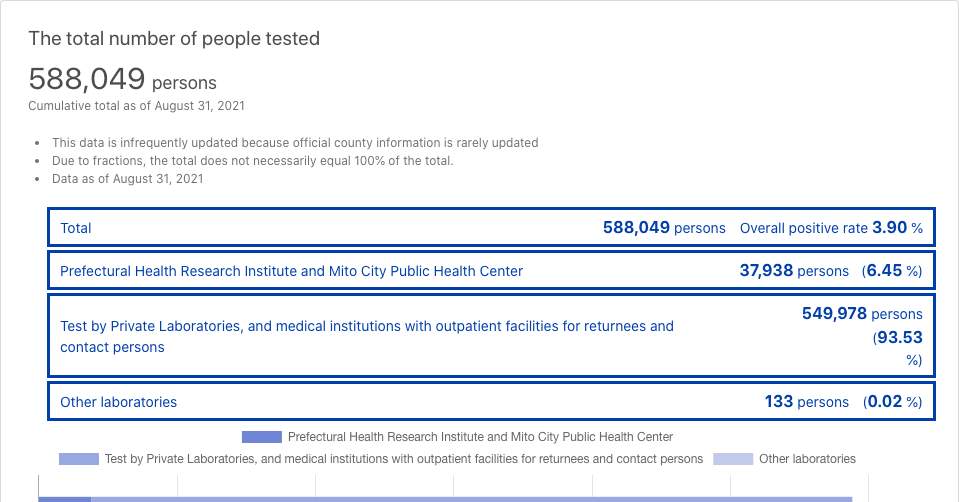 The total number of people tested
588,049 persons
Cumulative total as of August 31, 2021
• This data is infrequently updated because official county information is rarely updated
• Due to fractions, the total does not necessarily equal 100% of the total.
• Data as of August 31, 2021
Total 588,049 persons Overall positive rate 3.90 %
Prefectural Health Research Institute and Mito City Public Health Center 37,938 persons (6.45 %)
Test by Private Laboratories, and medical institutions with outpatient facilities for returnees and
contact persons
549,978 persons
(93.53
%)
Other laboratories 133 persons (0.02 %)
Prefectural Health Research Institute and Mito City Public Health Center
Test by Private Laboratories, and medical institutions with outpatient facilities for returnees and contact persons Other laboratories